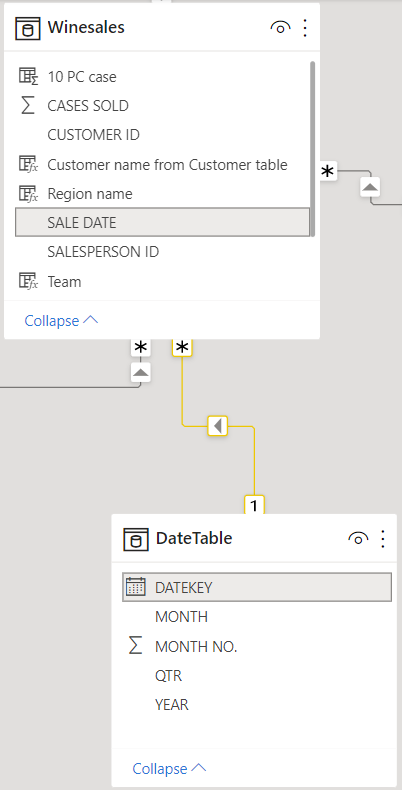 Winesales
10 PC case
CASES SOLD
CUSTOMER ID
Customer name from Customer table
*
Region name
SALE DATE
SALESPERSON ID
Team
Collapse
* *
1
DateTable
DATEKEY
MONTH
MONTH NO.
QTR
YEAR
Collapse